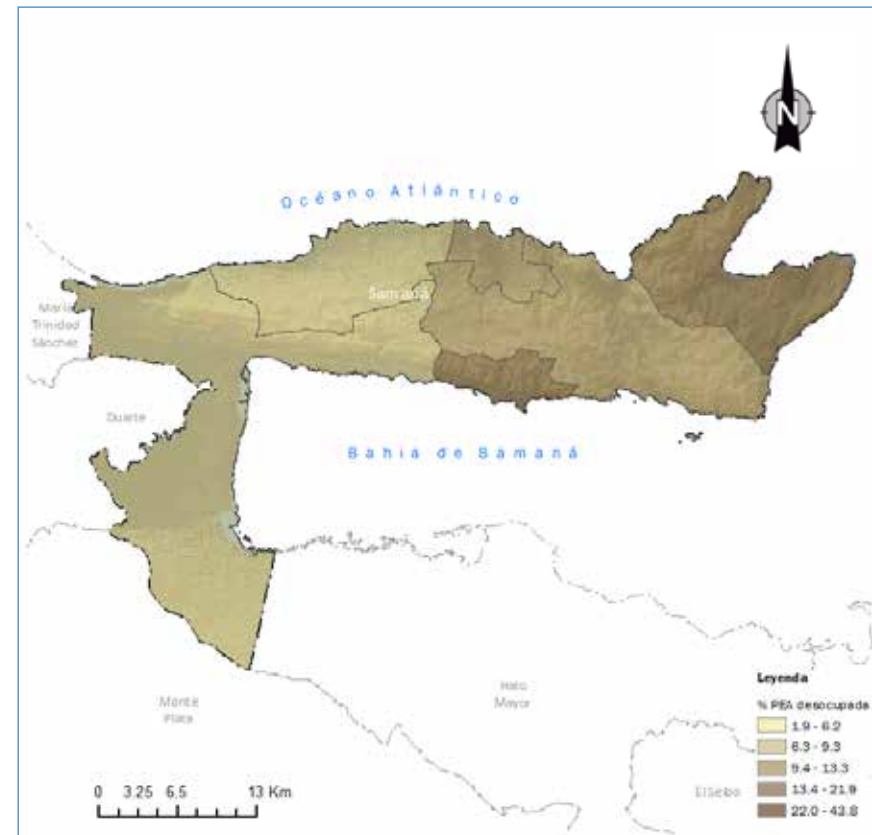 N
Océano Atlántico
Samaná
María
Trinidad
Sánchez
Duarte
Bahia de Samaná
Monte
Plata
Hato
Mayor
El Seibo
Leyenda
% PEA desocupada
1.9 - 6.2
6.3 - 9.3
9.4 - 13.3
13.4 - 21.9
22.0 - 43.8
0 3.25 6.5 13 Km